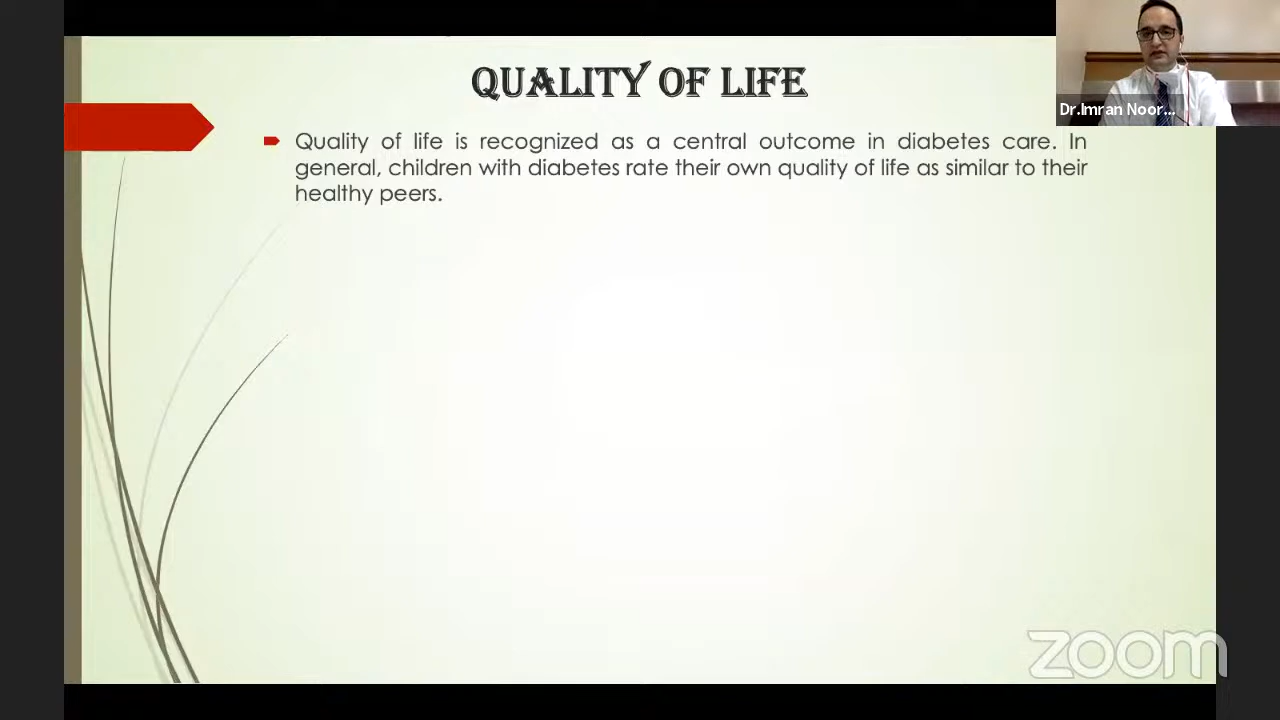 QUALITY OF LIFE
Quality of life is recognized as a central outcome in diabetes care. In
general, children with diabetes rate their own quality of life as similar to their
healthy peers.
Dr.Imran Noor...
zoom